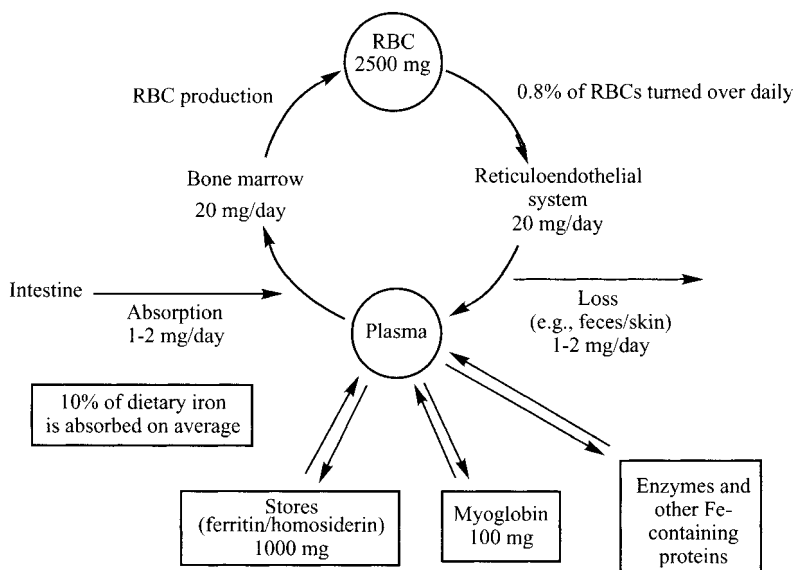 RBC
2500 mg
RBC production
0.8% of RBCs turned over daily
Bone marrow
20 mg/day
Reticuloendothelial
system
20 mg/day
Intestine
Absorption
1-2 mg/day
Plasma
Loss
(e.g., feces/skin)
1-2 mg/day
10% of dietary iron
is absorbed on average
Stores
(ferritin/homosiderin)
1000 mg
Myoglobin
100 mg
Enzymes and
other Fe-
containing
proteins